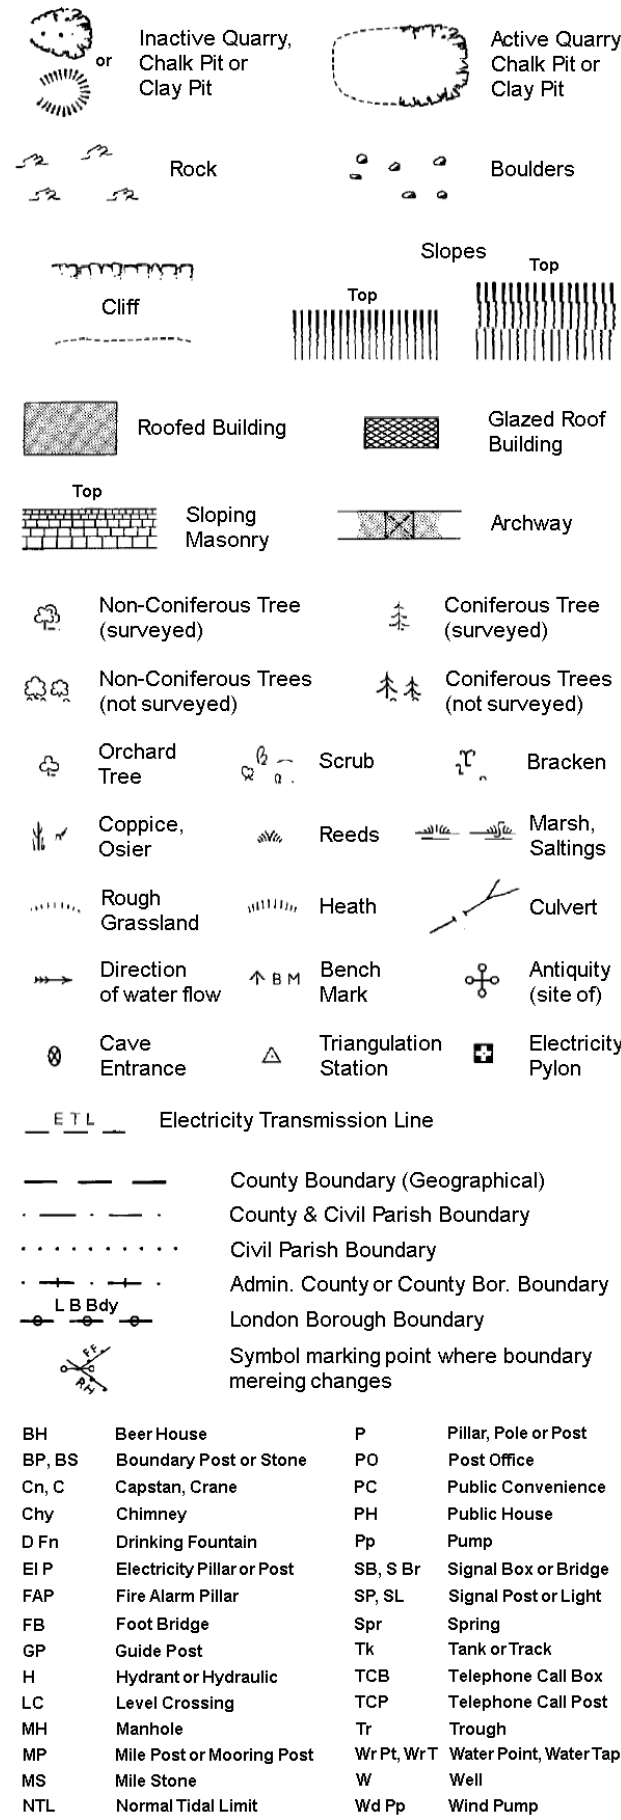 or
Inactive Quarry,
Chalk Pit or
Clay Pit
Active Quarry
Chalk Pit or
Clay Pit
Rock
Boulders
Cliff
Slopes
Top
Top
Roofed Building
Glazed Roof
Building
Top
Sloping
Masonry
Archway
Non-Coniferous Tree
(surveyed)
Coniferous Tree
(surveyed)
Non-Coniferous Trees
(not surveyed)
Coniferous Trees
(not surveyed)
Orchard
Tree
Scrub
Bracken
Coppice,
Osier
Reeds
Marsh,
Saltings
Rough
Grassland
Heath
Culvert
Direction
of water flow
B M
Bench
Mark
Antiquity
(site of)
Cave
Entrance
Triangulation
Station
Electricity
Pylon
E T L
Electricity Transmission Line
County Boundary (Geographical)
County & Civil Parish Boundary
Civil Parish Boundary
Admin. County or County Bor. Boundary
L B Bdy
London Borough Boundary
FF
RH
Symbol marking point where boundary
mereing changes
BH Beer House
BP, BS Boundary Post or Stone
Cn, C Capstan, Crane
Chy Chimney
D Fn Drinking Fountain
El P Electricity Pillar or Post
FAP Fire Alarm Pillar
FB Foot Bridge
GP Guide Post
H Hydrant or Hydraulic
LC Level Crossing
MH Manhole
MP Mile Post or Mooring Post
MS Mile Stone
NTL Normal Tidal Limit
P Pillar, Pole or Post
PO Post Office
PC Public Convenience
PH Public House
Pp Pump
SB, S Br Signal Box or Bridge
SP, SL Signal Post or Light
Spr Spring
Tk Tank or Track
TCB Telephone Call Box
TCP Telephone Call Post
Tr Trough
Wr Pt, Wr T Water Point, Water Tap
W Well
Wd Pp Wind Pump